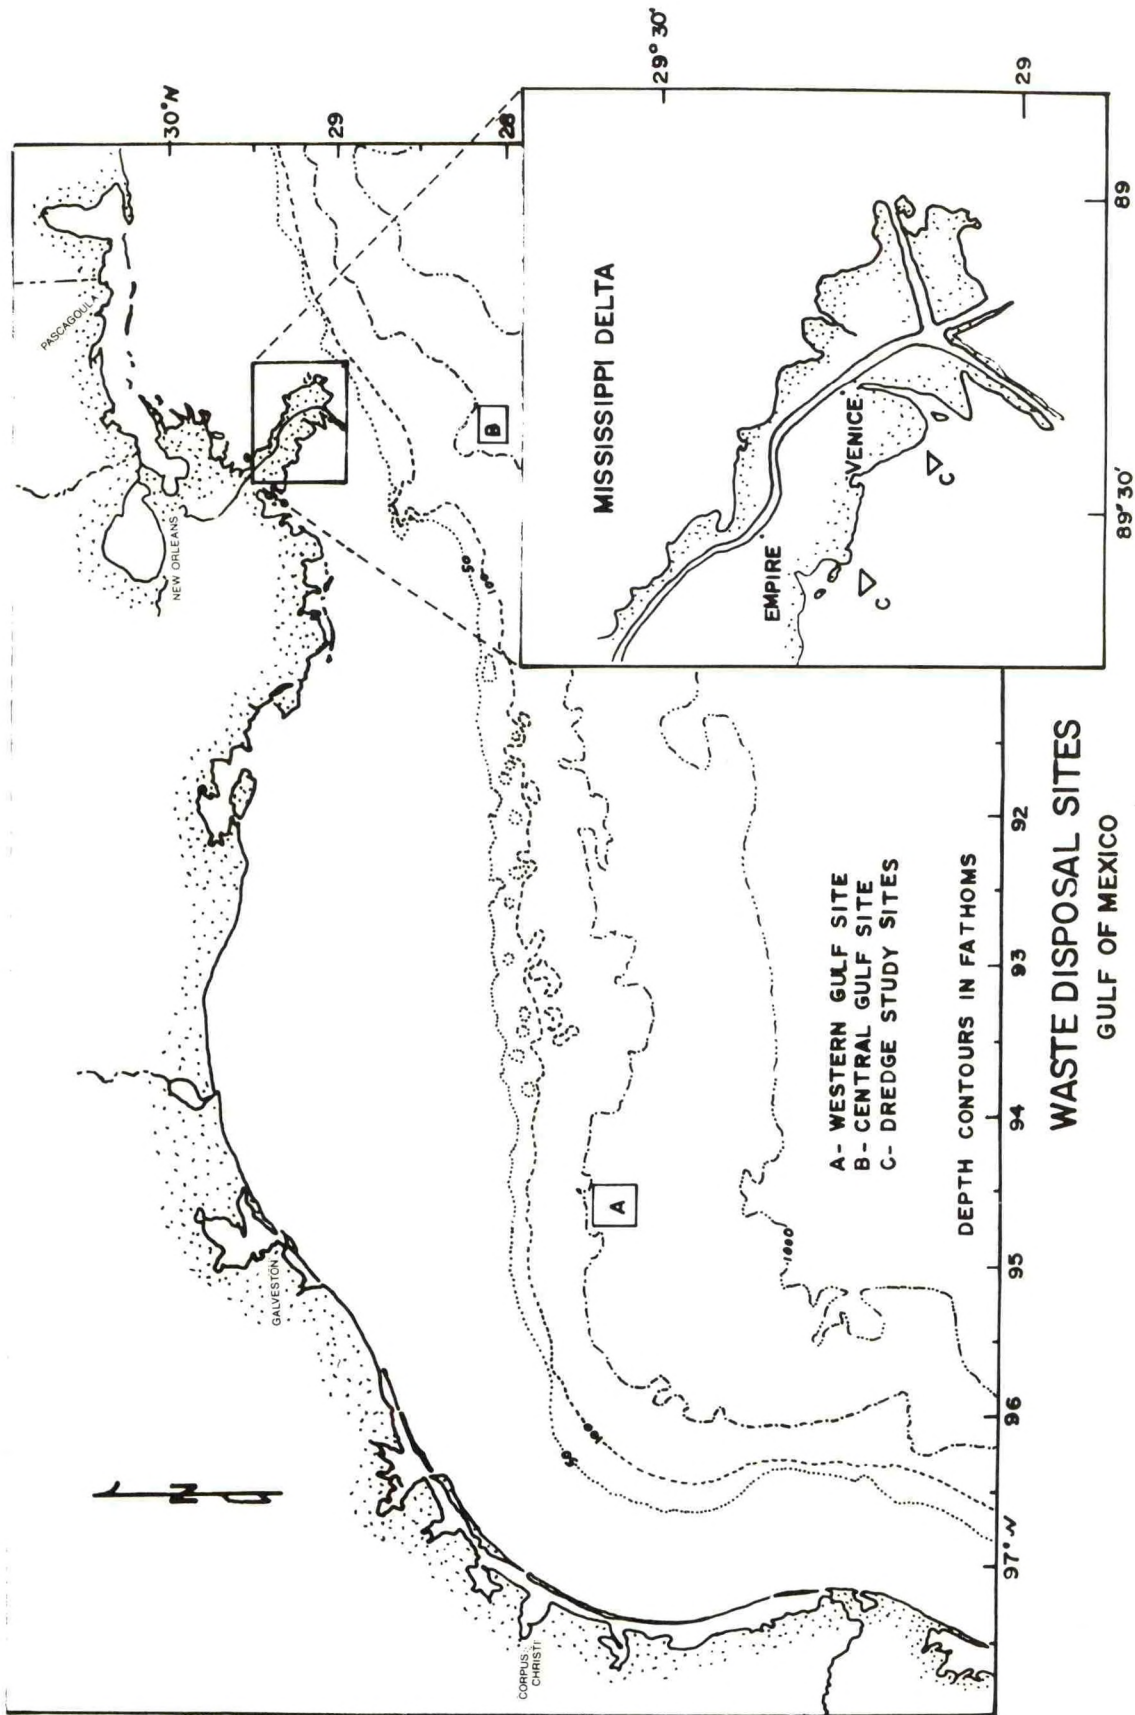 PASCAGOULA
NEW ORLEANS
GALVESTON
CORPUS
CHRISTI
N
30°N
29
28
50
100
50
100
1000
A
B
97°N
96
95
94
93
92
A- WESTERN GULF SITE
B- CENTRAL GULF SITE
C- DREDGE STUDY SITES
DEPTH CONTOURS IN FATHOMS
MISSISSIPPI DELTA
EMPIRE
VENICE
C
C
29° 30'
29
89° 30'
89
WASTE DISPOSAL SITES
GULF OF MEXICO